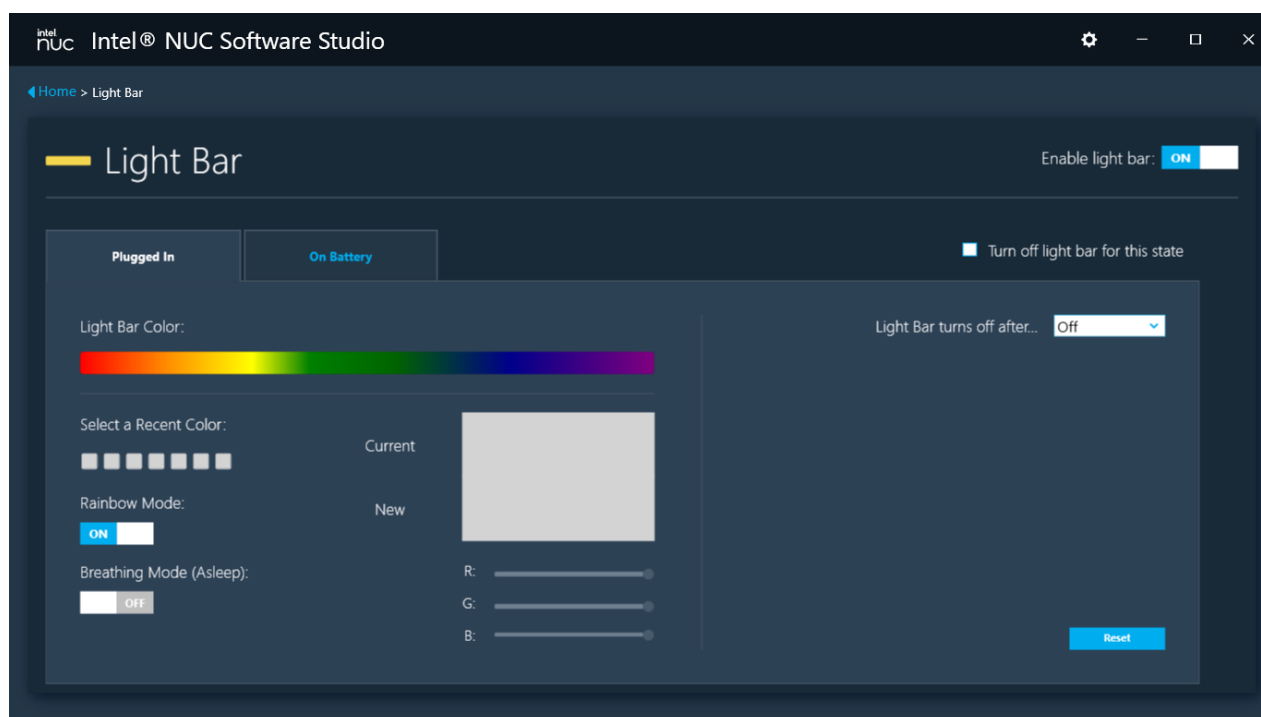 intel nuc Intel® NUC Software Studio
Home > Light Bar
Light Bar
Enable light bar: ON
Plugged In
On Battery
Turn off light bar for this state
Light Bar Color:
Light Bar turns off after... Off
Select a Recent Color:
Current
Rainbow Mode:
New
ON
Breathing Mode (Asleep):
OFF
R:
G:
B:
Reset